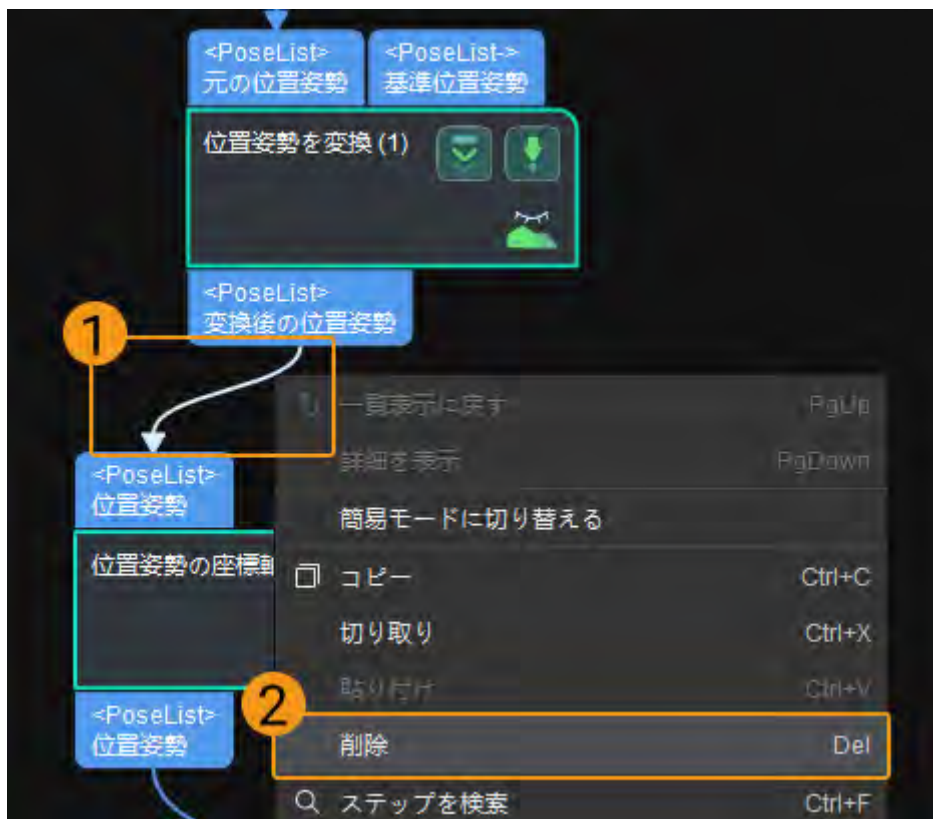 <PoseList>
元の位置姿勢
<PoseList->
基準位置姿勢
位置姿勢を変換 (1)
<PoseList>
変換後の位置姿勢
1
一覧表示に戻す PgUp
詳細を表示 PgDown
<PoseList>
位置姿勢
簡易モードに切り替える
位置姿勢の座標軸
コピー Ctrl+C
切り取り Ctrl+X
貼り付け Ctrl+V
<PoseList>
位置姿勢
2
削除 Del
ステップを検索 Ctrl+F